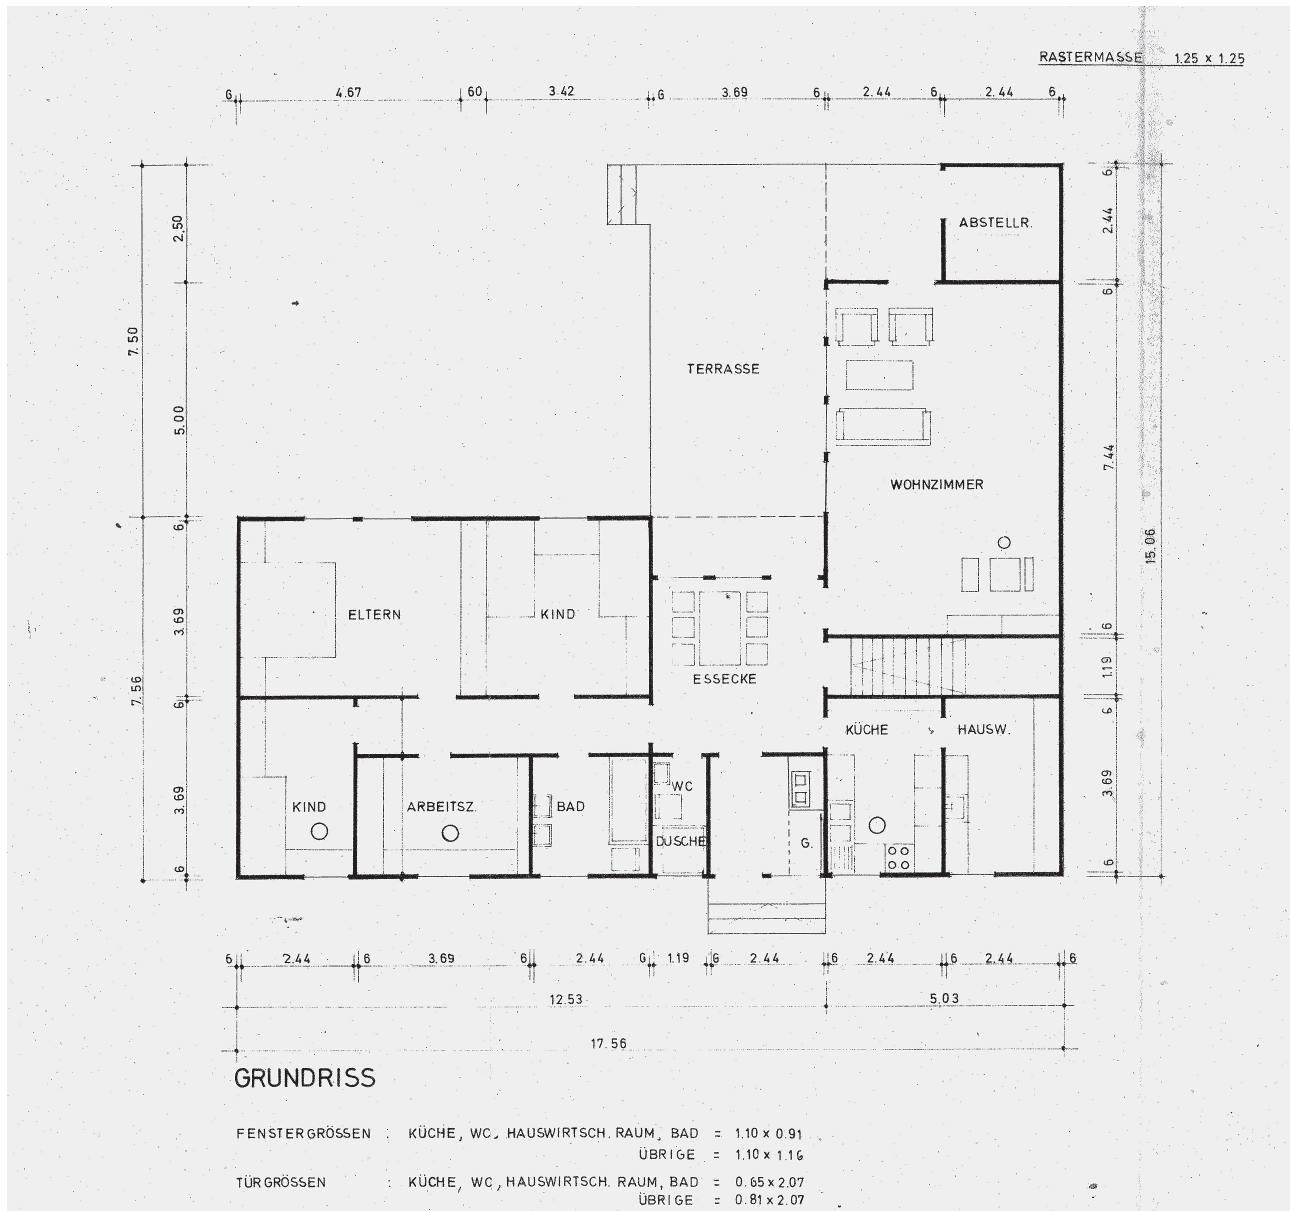 RASTERMASSE 1.25 x 1.25
6 4.67 60 3.42 6 3.69 6 2.44 6 2.44 6
2.50
7.50
5.00
6
3.69
7.56
6
3.69
6
6
2.44
6
7.44
15.06
6
1.19
6
3.69
6
ABSTELLR.
TERRASSE
WOHNZIMMER
ELTERN
KIND
ESSECKE
KÜCHE
HAUSW.
KIND
ARBEITSZ.
BAD
WC
DUSCHE
G.
6 2.44 6 3.69 6 2.44 6 1.19 6 2.44 6 2.44 6 2.44 6
12.53 5.03
17.56
GRUNDRISS
FENSTERGRÖSSEN : KÜCHE, WC, HAUSWIRTSCH. RAUM, BAD = 1.10 x 0.91
ÜBRIGE = 1.10 x 1.16
TÜRGRÖSSEN : KÜCHE, WC, HAUSWIRTSCH. RAUM, BAD = 0.65 x 2.07
ÜBRIGE = 0.81 x 2.07